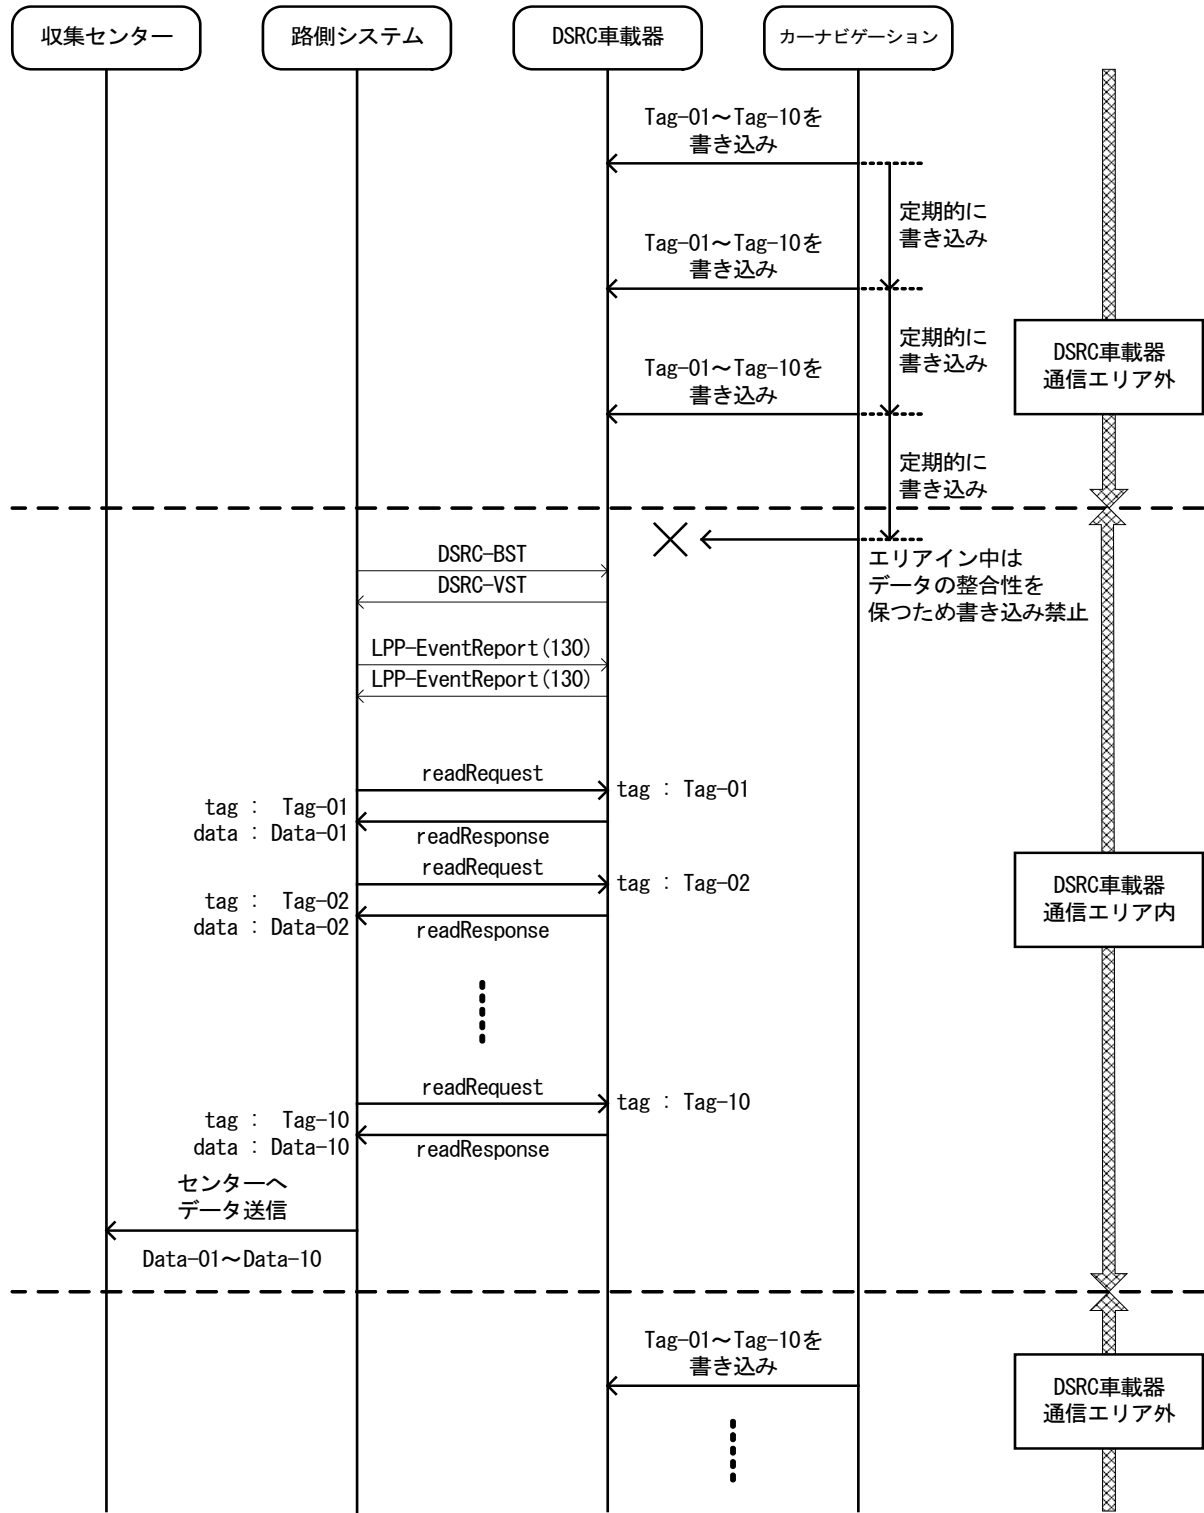 収集センター
路側システム
DSRC車載器
カーナビゲーション
Tag-01～Tag-10を
書き込み
定期的に
書き込み
Tag-01～Tag-10を
書き込み
定期的に
書き込み
DSRC車載器
通信エリア外
Tag-01～Tag-10を
書き込み
定期的に
書き込み
エリアイン中は
データの整合性を
保つため書き込み禁止
DSRC-BST
DSRC-VST
LPP-EventReport(130)
LPP-EventReport(130)
readRequest
tag : Tag-01
tag : Tag-01
data : Data-01
readResponse
readRequest
tag : Tag-02
tag : Tag-02
data : Data-02
readResponse
DSRC車載器
通信エリア内
readRequest
tag : Tag-10
tag : Tag-10
data : Data-10
readResponse
センターへ
データ送信
Data-01～Data-10
Tag-01～Tag-10を
書き込み
DSRC車載器
通信エリア外